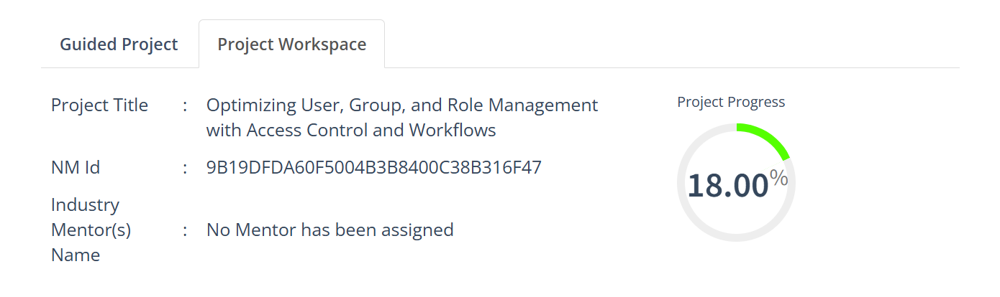 Guided Project
Project Workspace
Project Title : Optimizing User, Group, and Role Management
with Access Control and Workflows
NM Id : 9B19DFDA60F5004B3B8400C38B316F47
Industry
Mentor(s) : No Mentor has been assigned
Name
Project Progress
18.00%